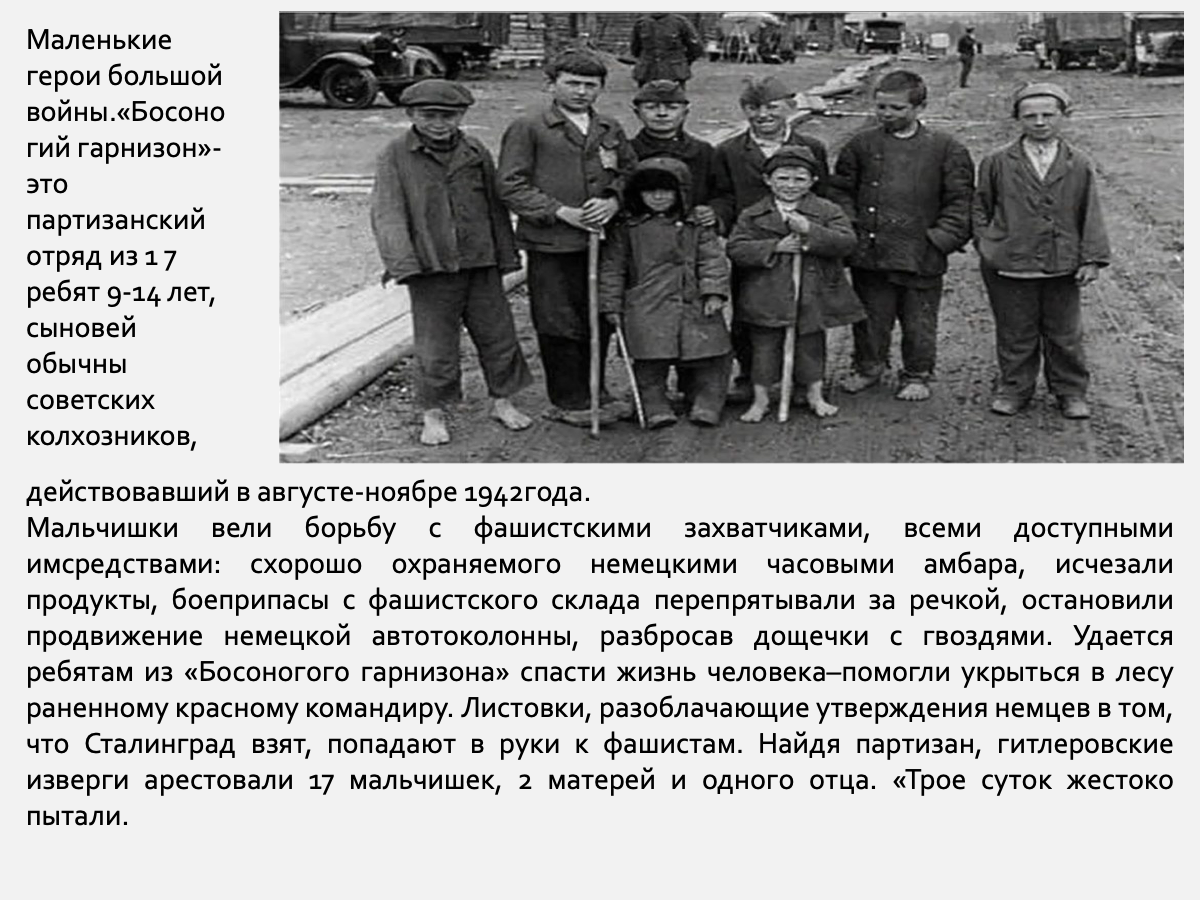 Маленькие
герои большой
войны.«Босоно
гий гарнизон»-
это
партизанский
отряд из 1 7
ребят 9-14 лет,
сыновей
обычны
советских
колхозников,
действовавший в августе-ноябре 1942года.
Мальчишки вели борьбу с фашистскими захватчиками, всеми доступными
имсредствами: схорошо охраняемого немецкими часовыми амбара, исчезали
продукты, боеприпасы с фашистского склада перепрятывали за речкой, остановили
продвижение немецкой автотоколонны, разбросав дощечки с гвоздями. Удается
ребятам из «Босоногого гарнизона» спасти жизнь человека–помогли укрыться в лесу
раненному красному командиру. Листовки, разоблачающие утверждения немцев в том,
что Сталинград взят, попадают в руки к фашистам. Найдя партизан, гитлеровские
изверги арестовали 17 мальчишек, 2 матерей и одного отца. «Трое суток жестоко
пытали.